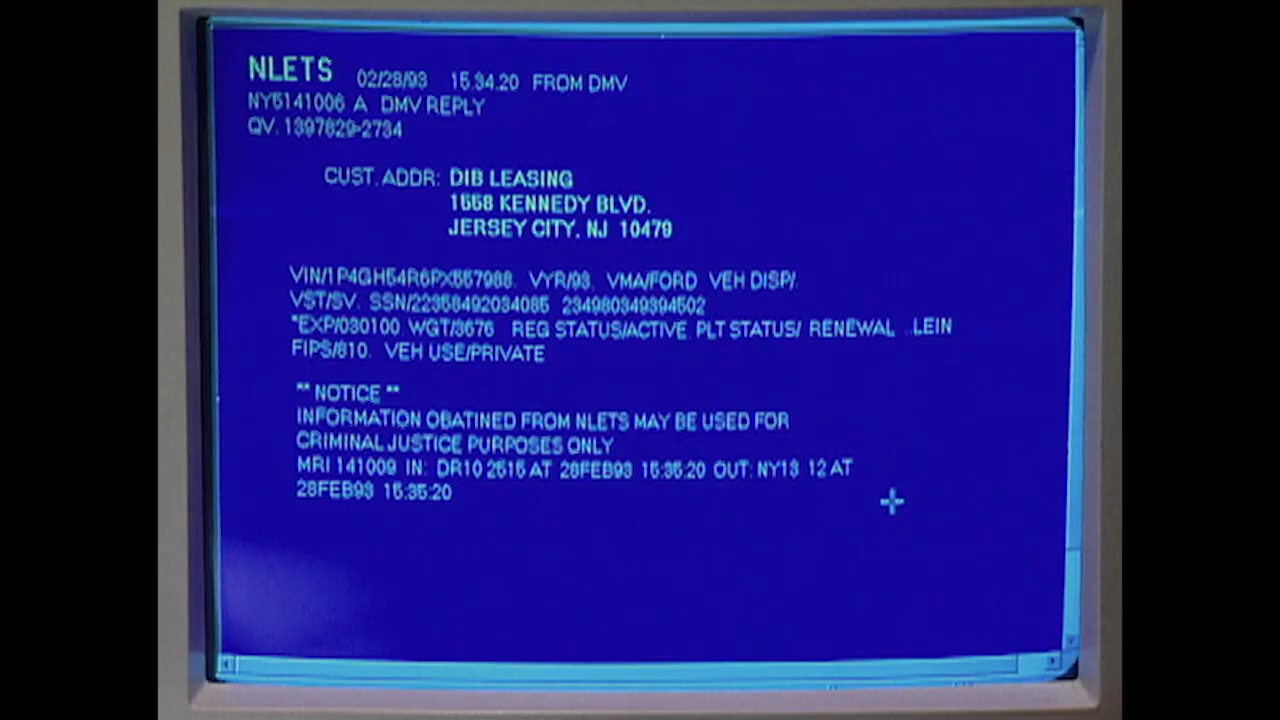 NLETS 02/28/93 15.34.20 FROM DMV
NY5141006 A DMV REPLY
QV. 1397829-2734
CUST. ADDR: DIB LEASING
1558 KENNEDY BLVD.
JERSEY CITY, NJ 10479
VIN/1P4GH54R6PX557988. VYR/93. VMA/FORD VEH DISP/.
VST/SV. SSN/22358492034085 234980349394502
*EXP/030100. WGT/3676 REG STATUS/ACTIVE. PLT STATUS/ RENEWAL ..LEIN
FIPS/810. VEH USE/PRIVATE
** NOTICE **
INFORMATION OBATINED FROM NLETS MAY BE USED FOR
CRIMINAL JUSTICE PURPOSES ONLY
MRI 141009 IN: DR10 2515 AT 28FEB93 15:35:20 OUT: NY13 12 AT
28FEB93 15:35:20